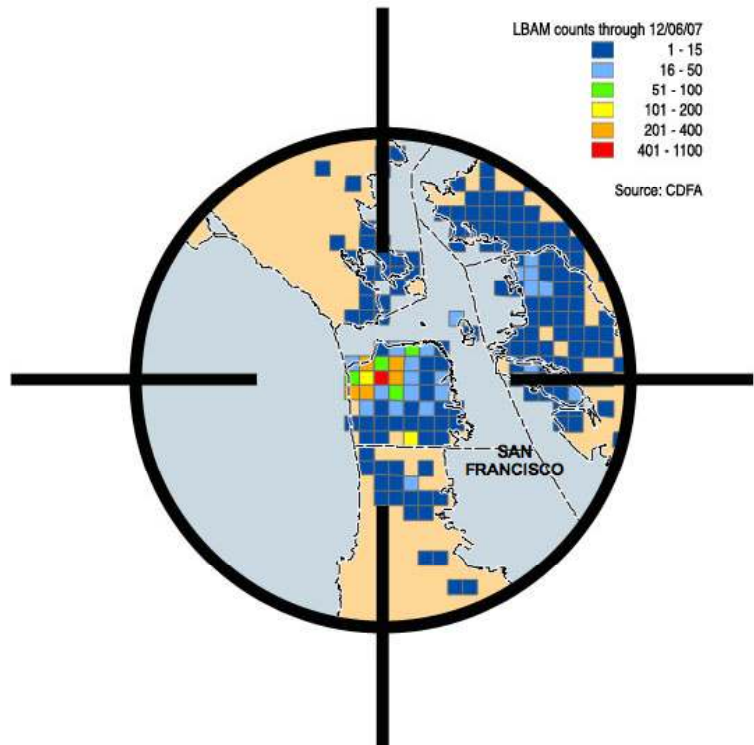 LBAM counts through 12/06/07
1 - 15
16 - 50
51 - 100
101 - 200
201 - 400
401 - 1100
Source: CDFA
SAN
FRANCISCO